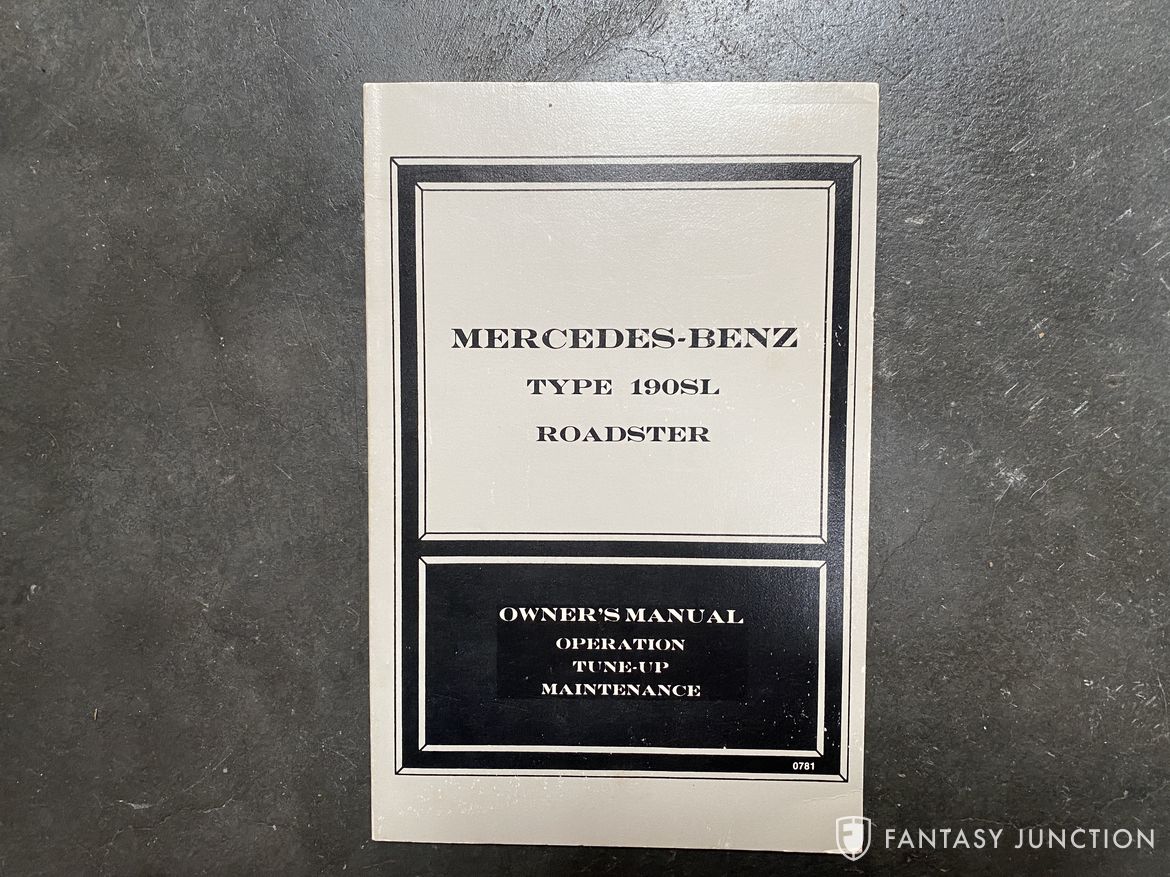 MERCEDES-BENZ
TYPE 190SL
ROADSTER
OWNER'S MANUAL
OPERATION
TUNE-UP
MAINTENANCE
0781
FANTASY JUNCTION